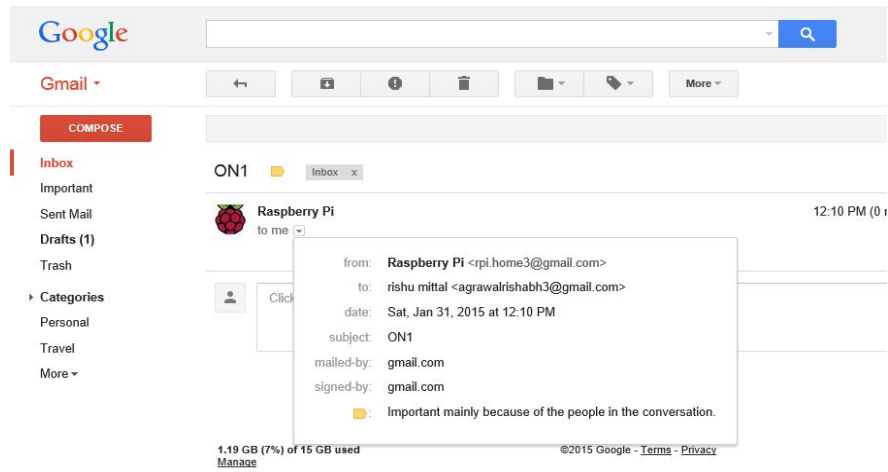 Google
Gmail
More
COMPOSE
Inbox
Important
Sent Mail
Drafts (1)
Trash
Categories
Personal
Travel
More
ON1 Inbox x
Raspberry Pi 12:10 PM (0
to me
from: Raspberry Pi <rpi.home3@gmail.com>
to: rishu mittal <agrawalrishabh3@gmail.com>
date: Sat, Jan 31, 2015 at 12:10 PM
subject: ON1
mailed-by: gmail.com
signed-by: gmail.com
: Important mainly because of the people in the conversation.
Click
1.19 GB (7%) of 15 GB used
Manage
©2015 Google - Terms - Privacy